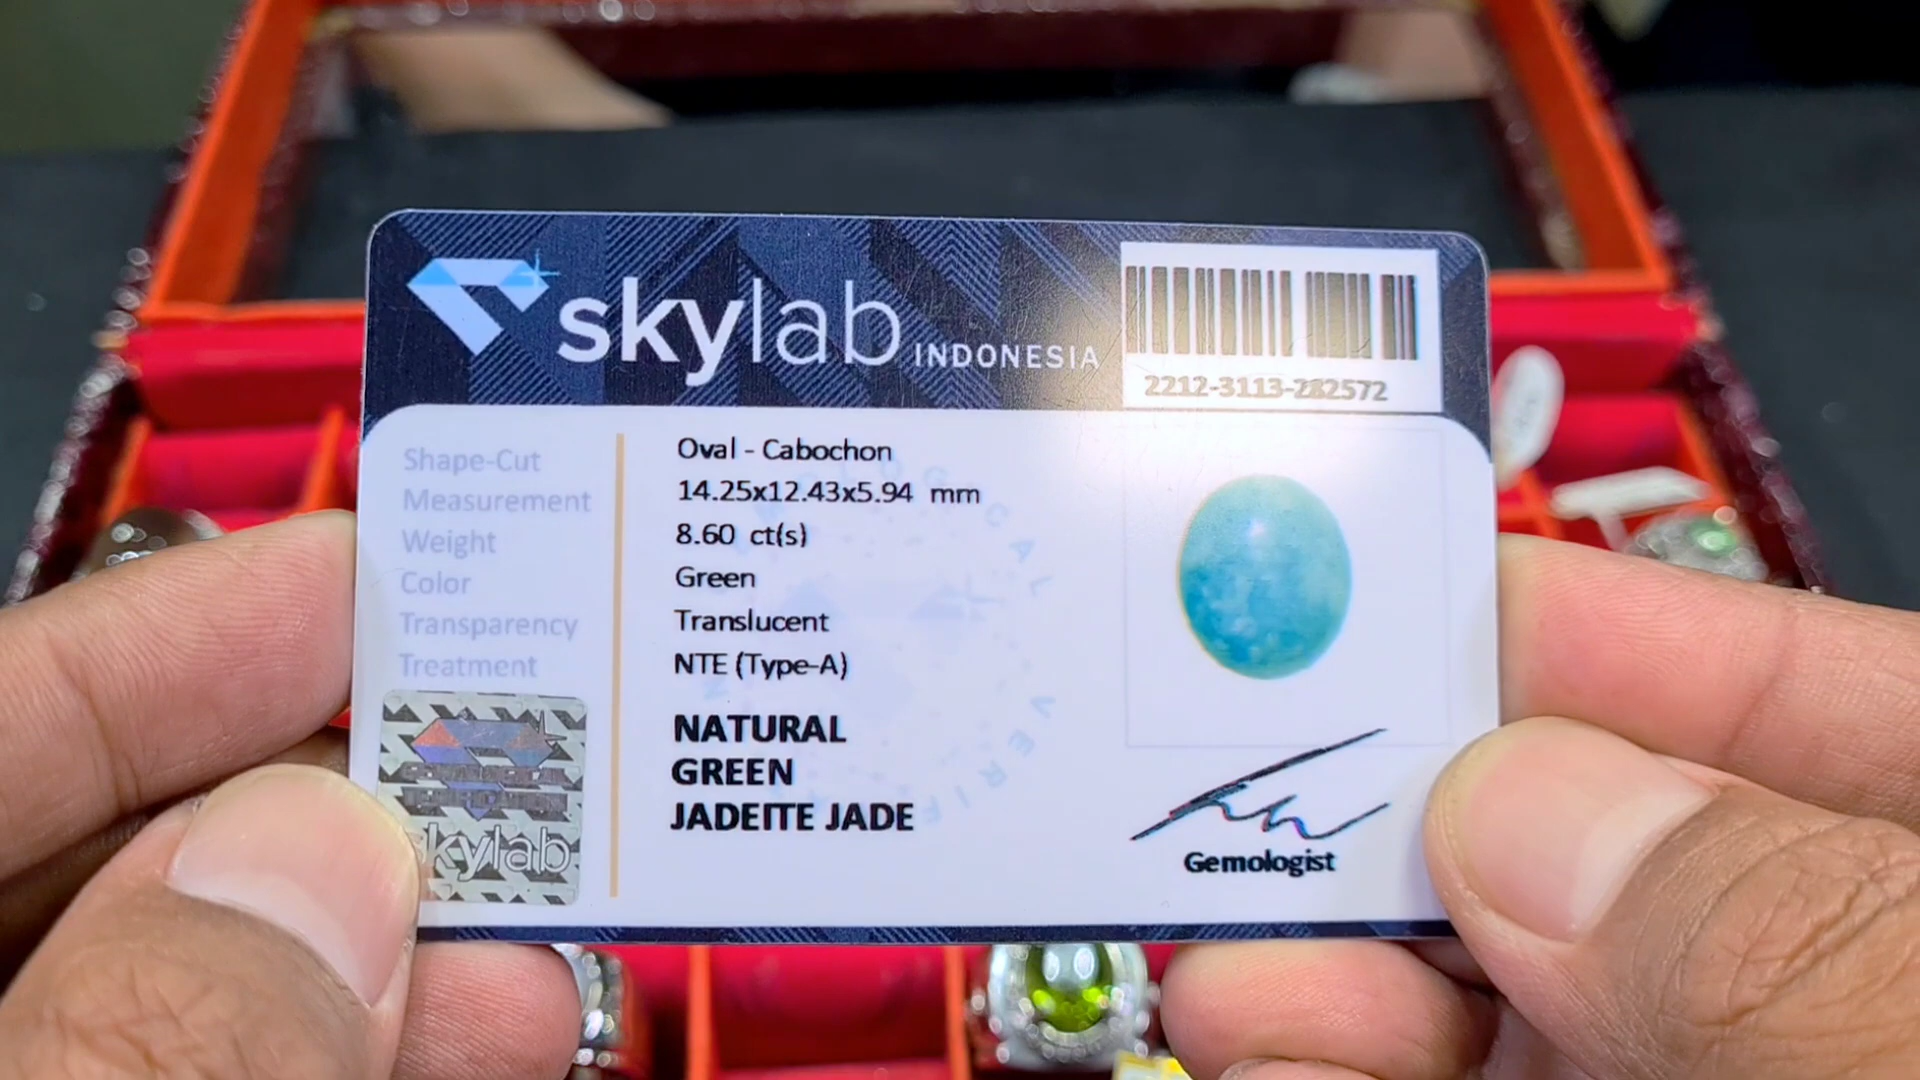 skylab INDONESIA
2212-3113-282572
Shape-Cut Oval - Cabochon
Measurement 14.25x12.43x5.94 mm
Weight 8.60 ct(s)
Color Green
Transparency Translucent
Treatment NTE (Type-A)
NATURAL
GREEN
JADEITE JADE
skylab
Gemologist